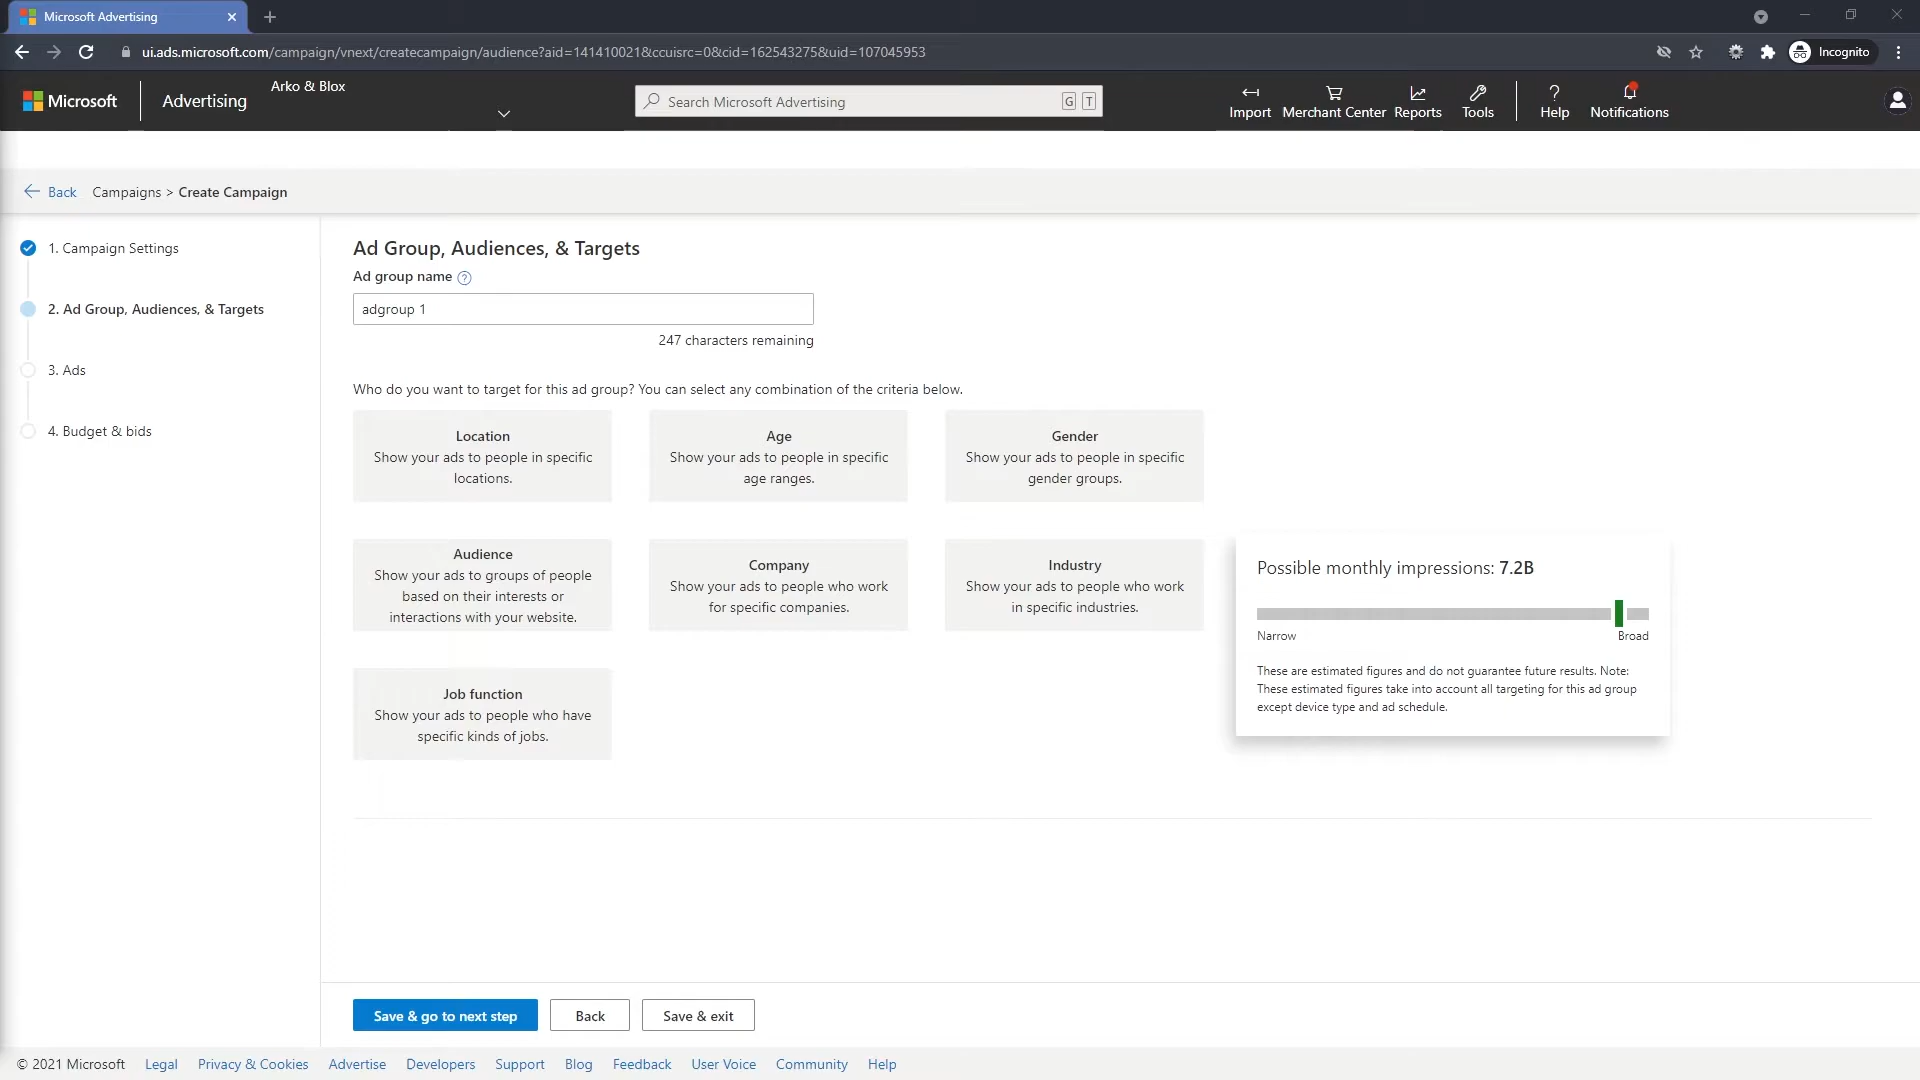 Microsoft Advertising
ui.ads.microsoft.com/campaign/vnext/createcampaign/audience?aid=141410021&ccuisrc=0&cid=162543275&uid=107045953
Incognito
Microsoft
Advertising
Arko & Blox
Search Microsoft Advertising
G T
Import
Merchant Center
Reports
Tools
? Help
Notifications
Back
Campaigns > Create Campaign
1. Campaign Settings
2. Ad Group, Audiences, & Targets
3. Ads
4. Budget & bids
Ad Group, Audiences, & Targets
Ad group name ?
adgroup 1
247 characters remaining
Who do you want to target for this ad group? You can select any combination of the criteria below.
Location
Show your ads to people in specific
locations.
Age
Show your ads to people in specific
age ranges.
Gender
Show your ads to people in specific
gender groups.
Audience
Show your ads to groups of people
based on their interests or
interactions with your website.
Company
Show your ads to people who work
for specific companies.
Industry
Show your ads to people who work
in specific industries.
Job function
Show your ads to people who have
specific kinds of jobs.
Possible monthly impressions: 7.2B
Narrow
Broad
These are estimated figures and do not guarantee future results. Note:
These estimated figures take into account all targeting for this ad group
except device type and ad schedule.
Save & go to next step
Back
Save & exit
© 2021 Microsoft
Legal
Privacy & Cookies
Advertise
Developers
Support
Blog
Feedback
User Voice
Community
Help